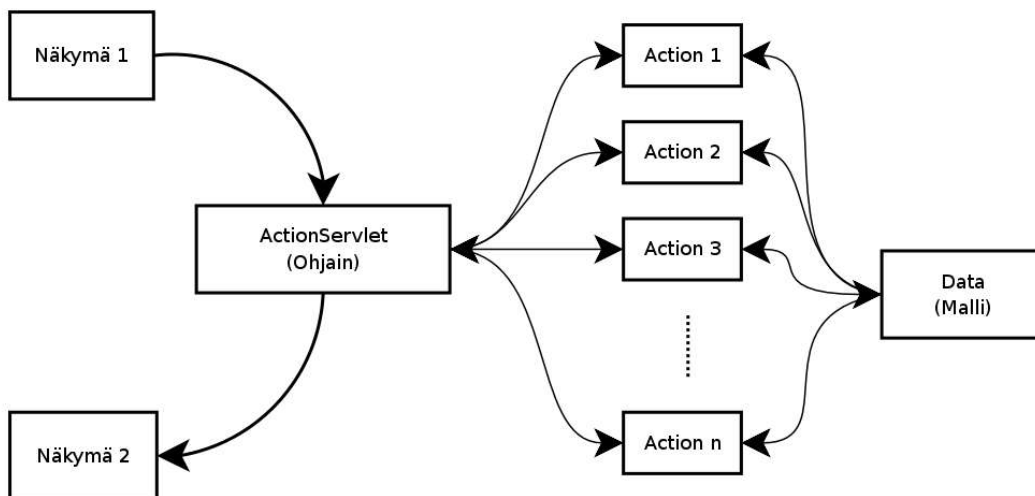 Näkymä 1
Action 1
Action 2
ActionServlet
(Ohjain)
Action 3
Data
(Malli)
Näkymä 2
Action n